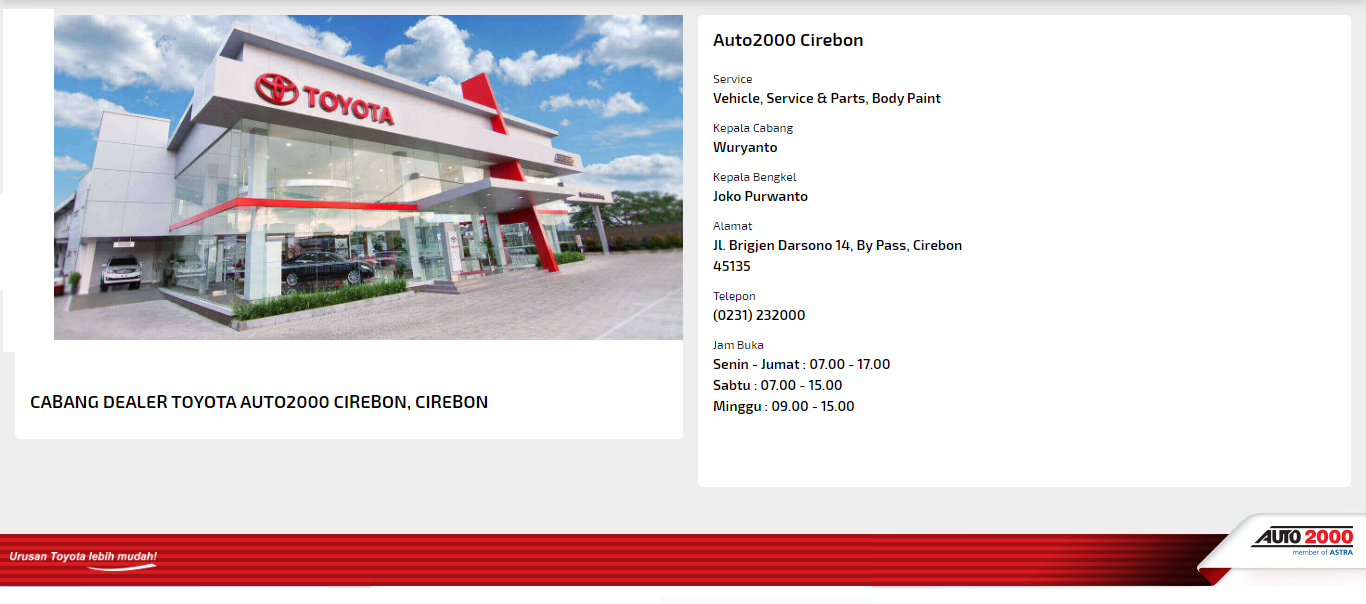 TOYOTA
CABANG DEALER TOYOTA AUTO2000 CIREBON, CIREBON
Auto2000 Cirebon
Service
Vehicle, Service & Parts, Body Paint
Kepala Cabang
Wuryanto
Kepala Bengkel
Joko Purwanto
Alamat
Jl. Brigjen Darsono 14, By Pass, Cirebon
45135
Telepon
(0231) 232000
Jam Buka
Senin - Jumat : 07.00 - 17.00
Sabtu : 07.00 - 15.00
Minggu : 09.00 - 15.00
Urusan Toyota lebih mudah!
AUTO 2000
member of ASTRA